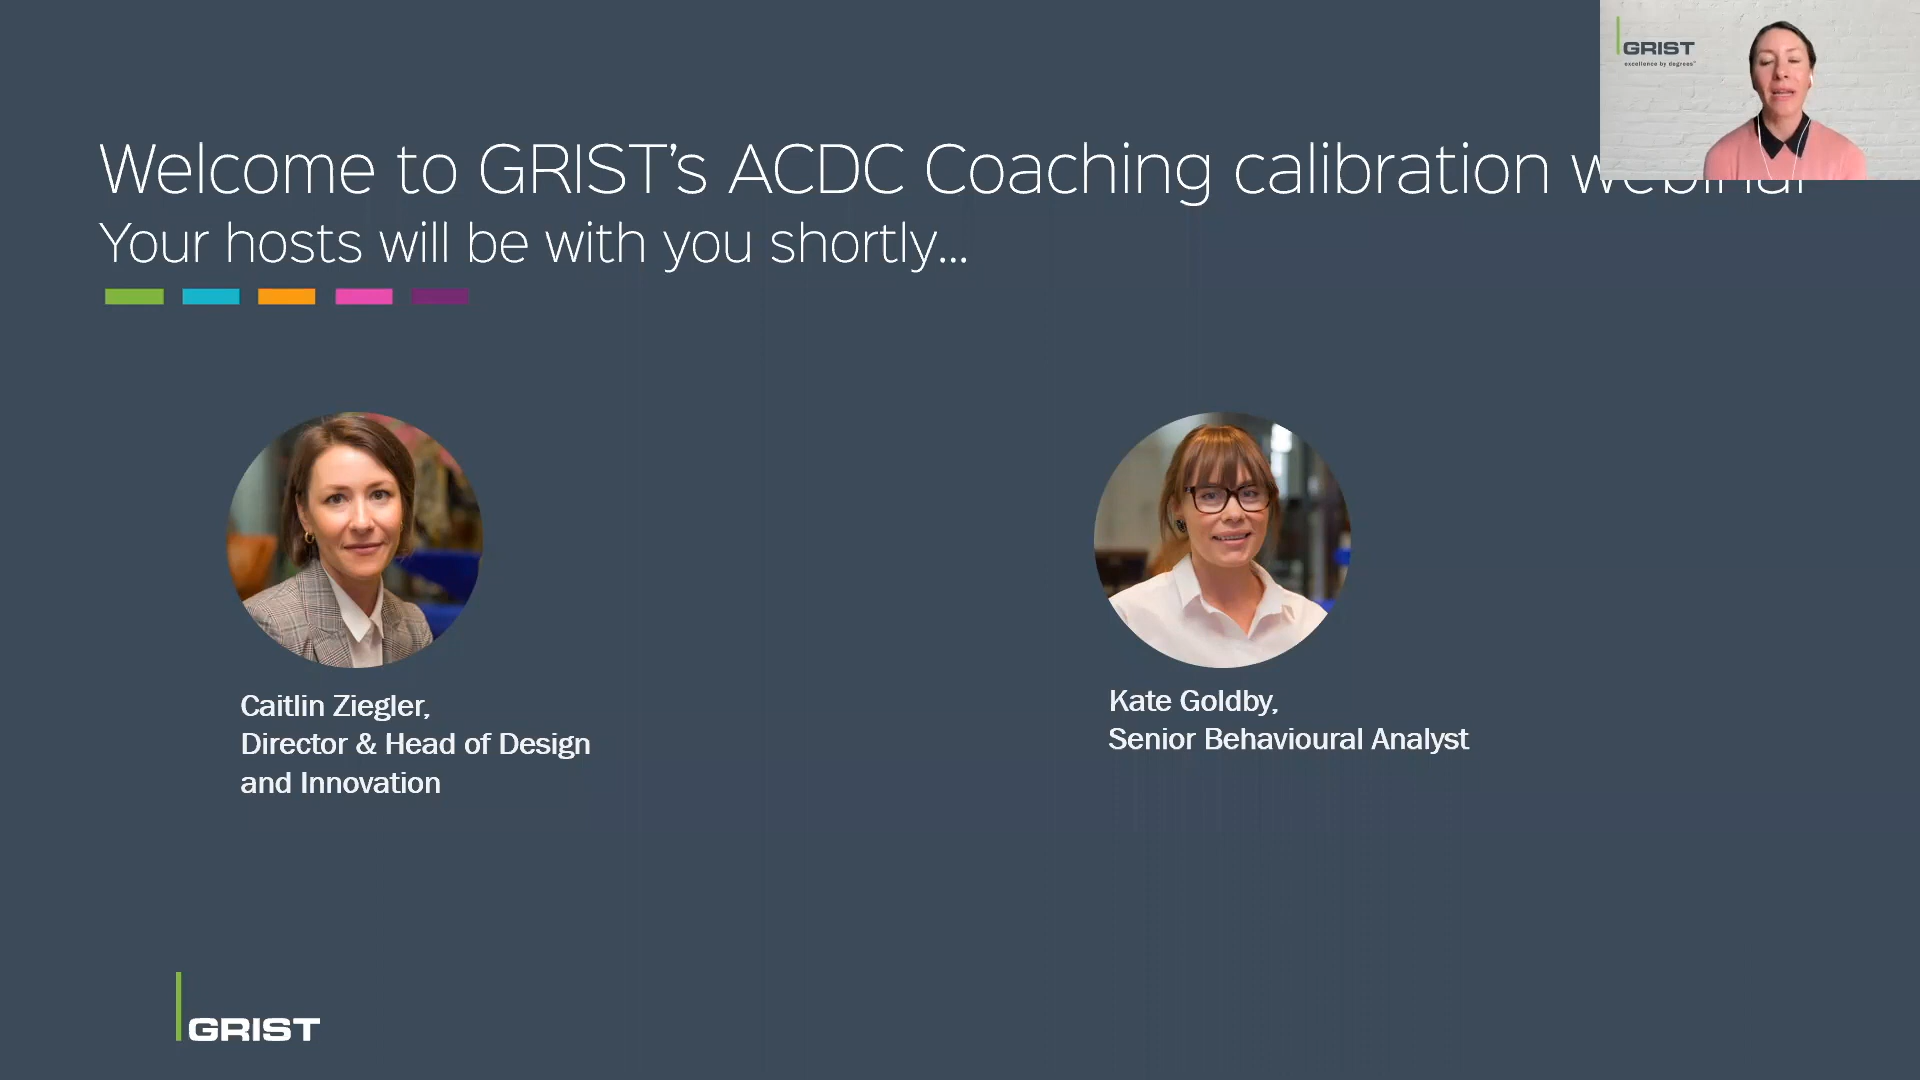 Welcome to GRIST's ACDC Coaching calibration webinar
Your hosts will be with you shortly...
GRIST
excellence by degrees
Caitlin Ziegler,
Director & Head of Design
and Innovation
Kate Goldby,
Senior Behavioural Analyst
GRIST